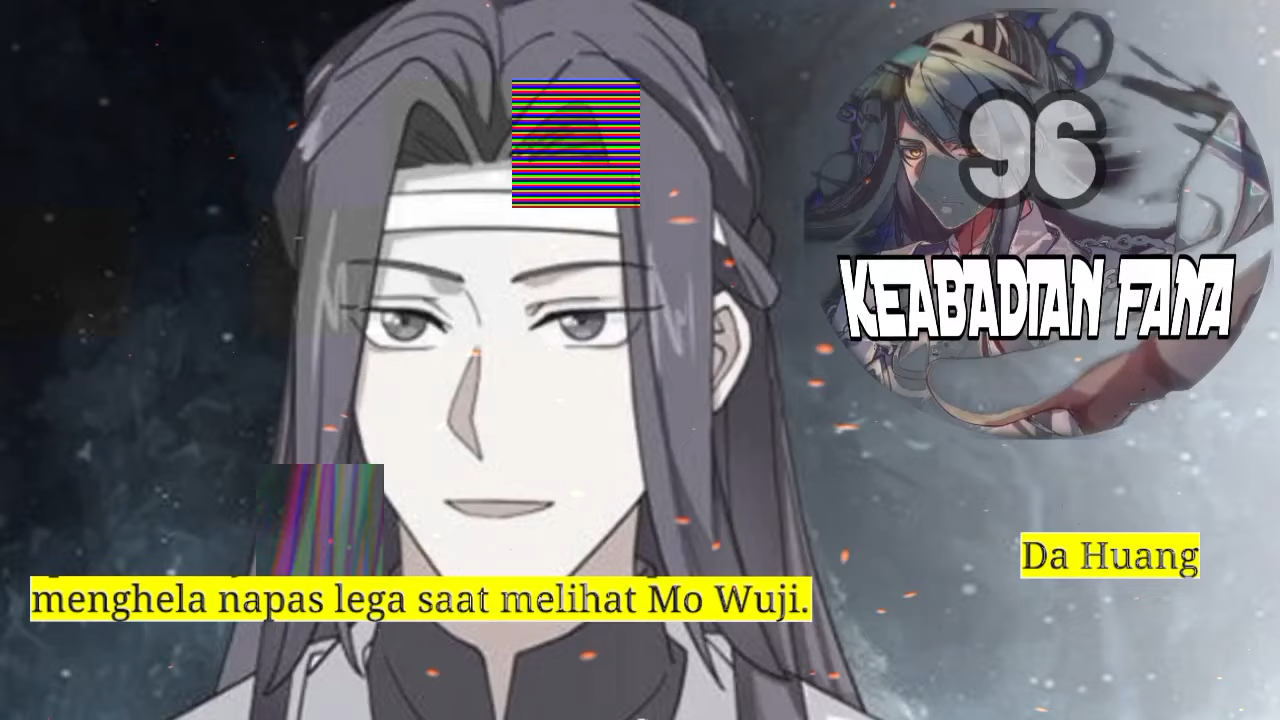 96
KEABADIAN FANA
Da Huang
menghela napas lega saat melihat Mo Wuji.